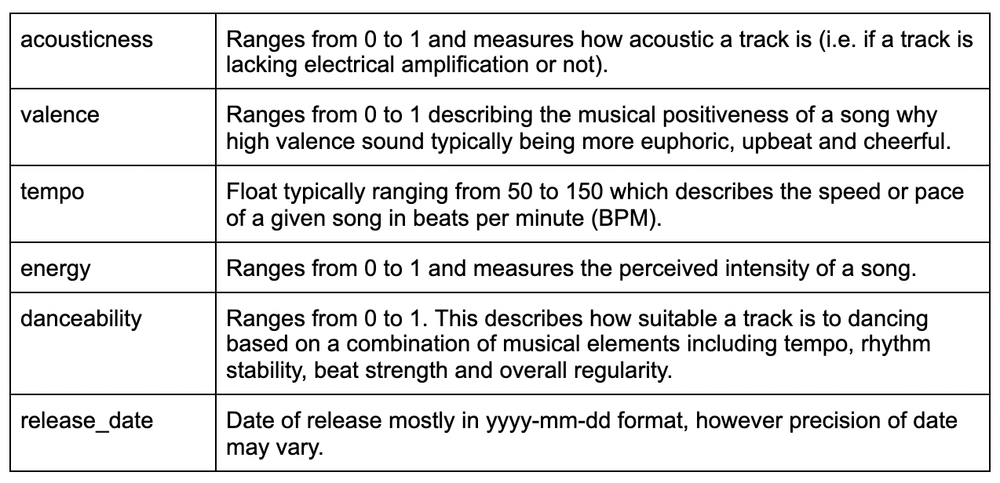 acousticness
Ranges from 0 to 1 and measures how acoustic a track is (i.e. if a track is
lacking electrical amplification or not).
valence
Ranges from 0 to 1 describing the musical positiveness of a song why
high valence sound typically being more euphoric, upbeat and cheerful.
tempo
Float typically ranging from 50 to 150 which describes the speed or pace
of a given song in beats per minute (BPM).
energy
Ranges from 0 to 1 and measures the perceived intensity of a song.
danceability
Ranges from 0 to 1. This describes how suitable a track is to dancing
based on a combination of musical elements including tempo, rhythm
stability, beat strength and overall regularity.
release_date
Date of release mostly in yyyy-mm-dd format, however precision of date
may vary.